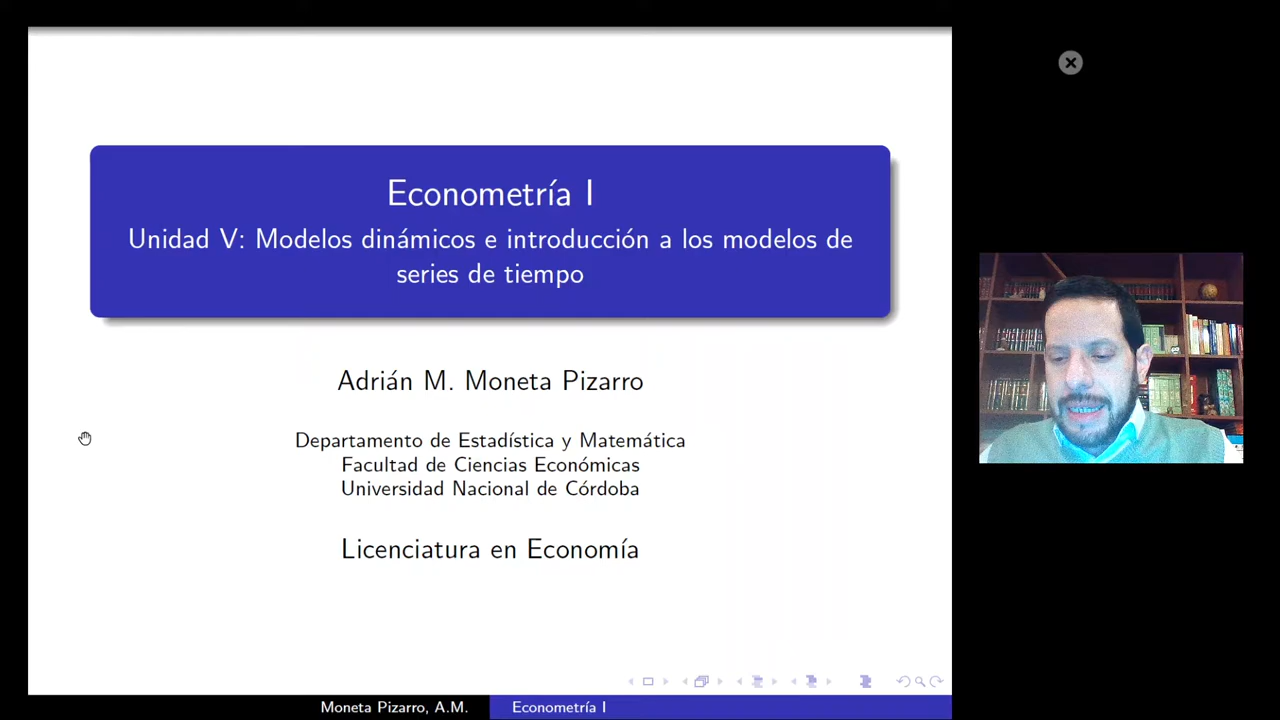 Econometría I
Unidad V: Modelos dinámicos e introducción a los modelos de
series de tiempo
Adrián M. Moneta Pizarro
Departamento de Estadística y Matemática
Facultad de Ciencias Económicas
Universidad Nacional de Córdoba
Licenciatura en Economía
Moneta Pizarro, A.M.
Econometría I